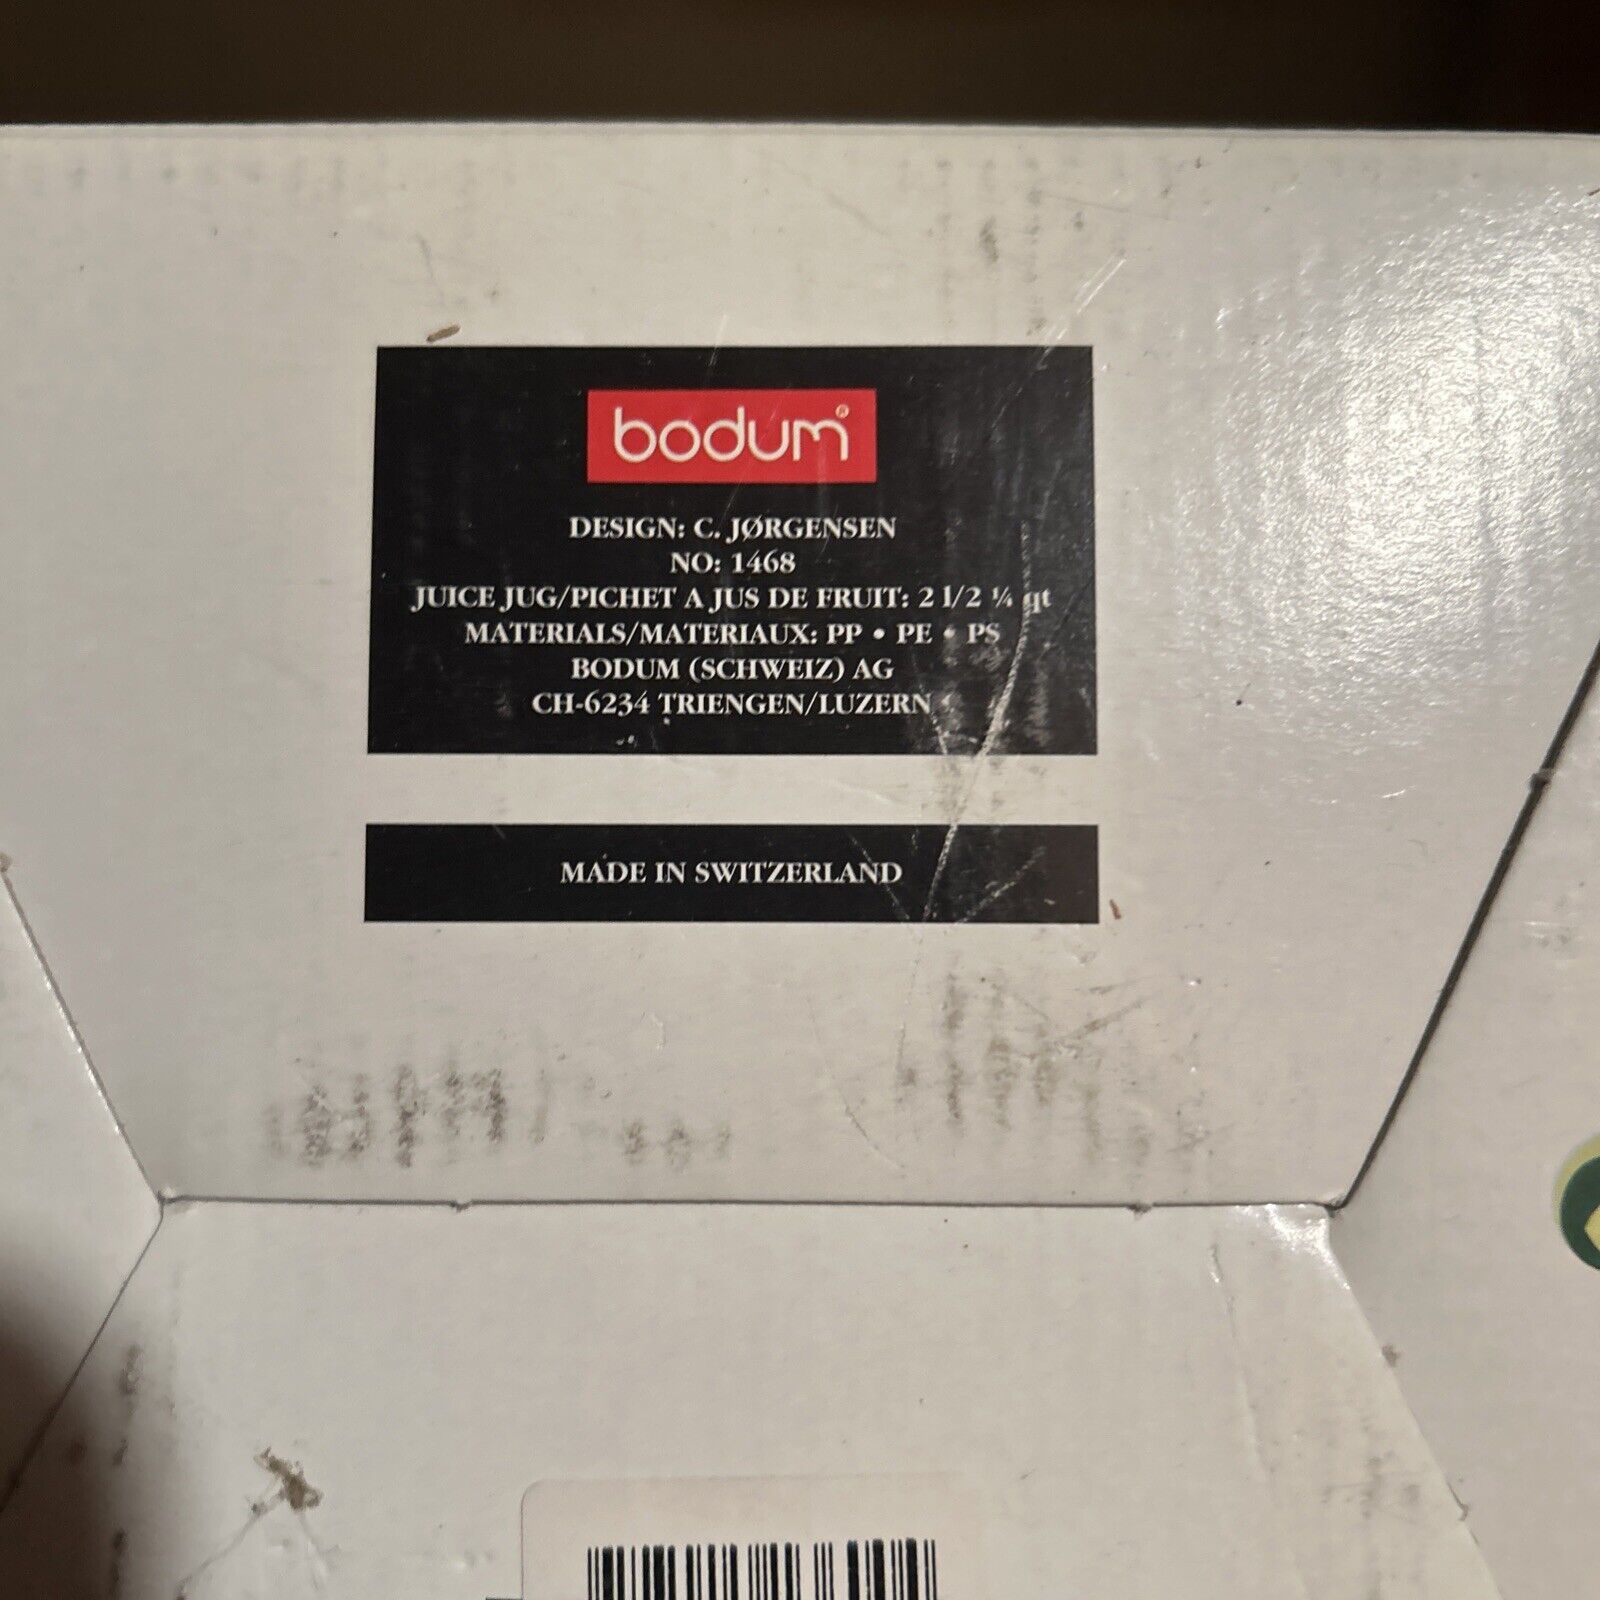 bodum®
DESIGN: C. JØRGENSEN
NO: 1468
JUICE JUG/PICHET A JUS DE FRUIT: 2 1/2 ¼ qt
MATERIALS/MATERIAUX: PP • PE • PS
BODUM (SCHWEIZ) AG
CH-6234 TRIENGEN/LUZERN
MADE IN SWITZERLAND